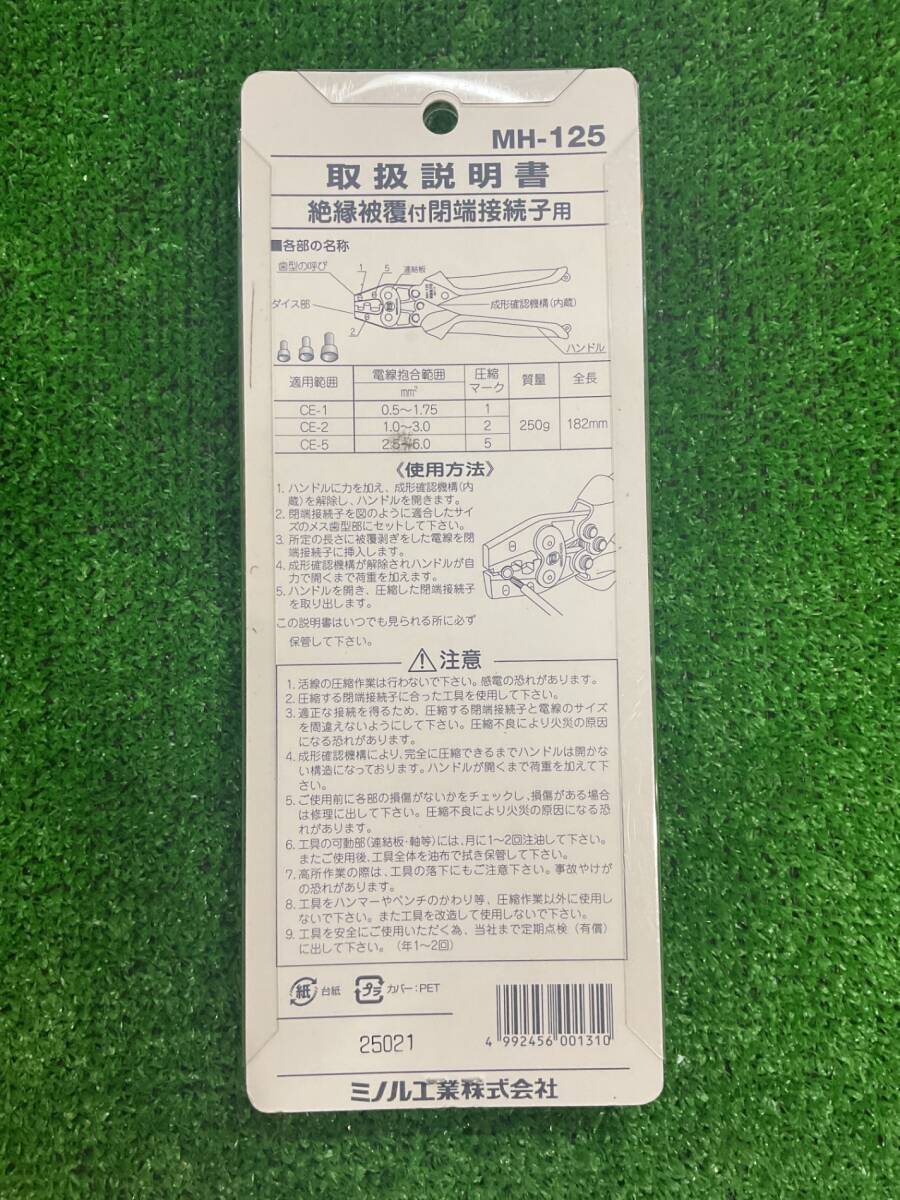 MH-125
取扱説明書
絶縁被覆付閉端接続子用
■各部の名称
歯型の呼び 1 5 連結板
ダイス部 成形確認機構(内蔵)
2
ハンドル
適用範囲 電線抱合範囲 mm² 圧縮マーク 質量 全長
CE-1 0.5〜1.75 1 250g 182mm
CE-2 1.0〜3.0 2
CE-5 2.5〜6.0 5
《使用方法》
1. ハンドルに力を加え、成形確認機構(内
蔵)を解除し、ハンドルを開きます。
2. 閉端接続子を図のように適合したサイ
ズのメス歯型部にセットして下さい。
3. 所定の長さに被覆剥ぎをした電線を閉
端接続子に挿入します。
4. 成形確認機構が解除されハンドルが自
力で開くまで荷重を加えます。
5. ハンドルを開き、圧縮した閉端接続子
を取り出します。
この説明書はいつでも見られる所に必ず
保管して下さい。
注意
1. 活線の圧縮作業は行わないで下さい。感電の恐れがあります。
2. 圧縮する閉端接続子に合った工具を使用して下さい。
3. 適正な接続を得るため、圧縮する閉端接続子と電線のサイズ
を間違えないようにして下さい。圧縮不良により火災の原因
になる恐れがあります。
4. 成形確認機構により、完全に圧縮できるまでハンドルは開かな
い構造になっております。ハンドルが開くまで荷重を加えて下
さい。
5. ご使用前に各部の損傷がないかをチェックし、損傷がある場合
は修理に出して下さい。圧縮不良により火災の原因になる恐
れがあります。
6. 工具の可動部(連結板・軸等)には、月に1〜2回注油して下さい。
またご使用後、工具全体を油布で拭き保管して下さい。
7. 高所作業の際は、工具の落下にもご注意下さい。事故やけが
の恐れがあります。
8. 工具をハンマーやペンチのかわり等、圧縮作業以外に使用し
ないで下さい。また工具を改造して使用しないで下さい。
9. 工具を安全にご使用いただく為、当社まで定期点検(有償)
に出して下さい。(年1〜2回)
紙 台紙 プラ カバー:PET
25021
4 992456 001310
ミノル工業株式会社